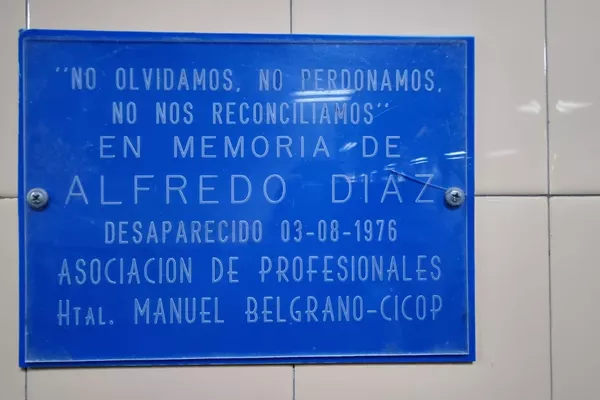 "NO OLVIDAMOS, NO PERDONAMOS,
NO NOS RECONCILIAMOS"
EN MEMORIA DE
ALFREDO DIAZ
DESAPARECIDO 03-08-1976
ASOCIACION DE PROFESIONALES
HTAL. MANUEL BELGRANO-CICOP